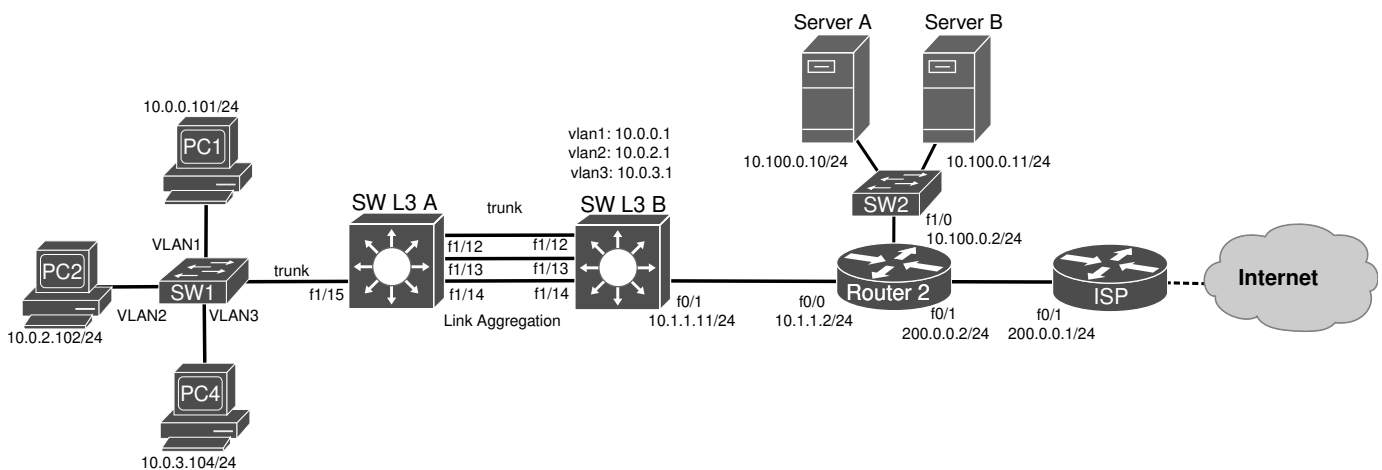 Server A
Server B
10.0.0.101/24
PC1
vlan1: 10.0.0.1
vlan2: 10.0.2.1
vlan3: 10.0.3.1
10.100.0.10/24
10.100.0.11/24
SW L3 A
trunk
SW L3 B
SW2
f1/0
10.100.0.2/24
VLAN1
f1/12
f1/12
PC2
trunk
f1/13
f1/13
Internet
SW1
f1/15
f1/14
f1/14
Router 2
ISP
VLAN2
VLAN3
Link Aggregation
f0/1
10.1.1.11/24
f0/0
10.1.1.2/24
f0/1
200.0.0.2/24
f0/1
200.0.0.1/24
10.0.2.102/24
PC4
10.0.3.104/24